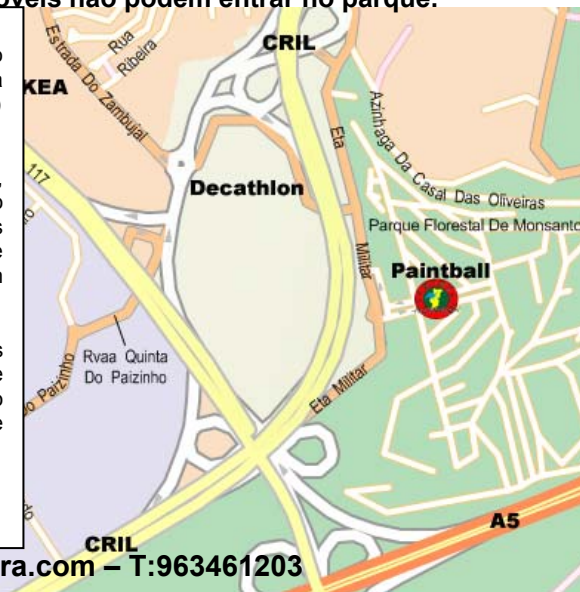 óveis não podem entrar no parque.
CRIL
Rua
Ribeira
Estrada Do Zambujal
KEA
117
Decathlon
Eta
Militar
Azinhaga Da Casal Das Oliveiras
Parque Florestal De Monsanto
Paintball
Rvaa Quinta
Do Paizinho
o Paizinho
Eta Militar
A5
CRIL
ra.com – T:963461203